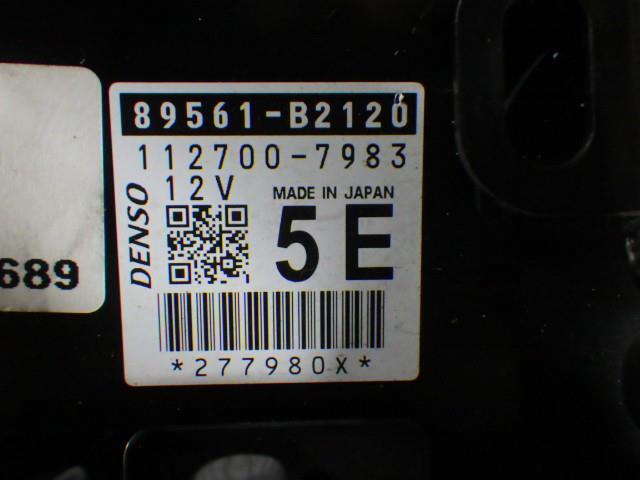 89561-B2120
112700-7983
12V
MADE IN JAPAN
DENSO
5E
*277980X*
689